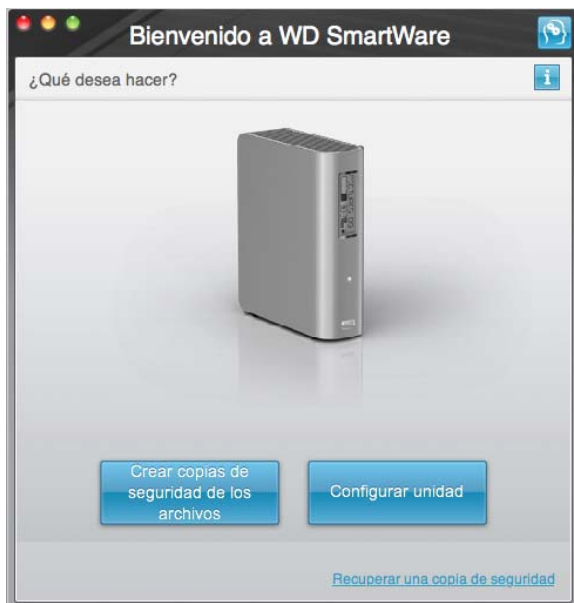 Bienvenido a WD SmartWare
¿Qué desea hacer?
i
Crear copias de
seguridad de los
archivos
Configurar unidad
Recuperar una copia de seguridad